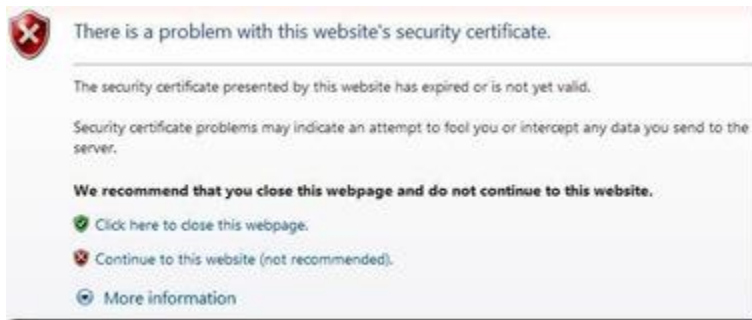 There is a problem with this website's security certificate.
The security certificate presented by this website has expired or is not yet valid.
Security certificate problems may indicate an attempt to fool you or intercept any data you send to the
server.
We recommend that you close this webpage and do not continue to this website.
Click here to close this webpage.
Continue to this website (not recommended).
More information